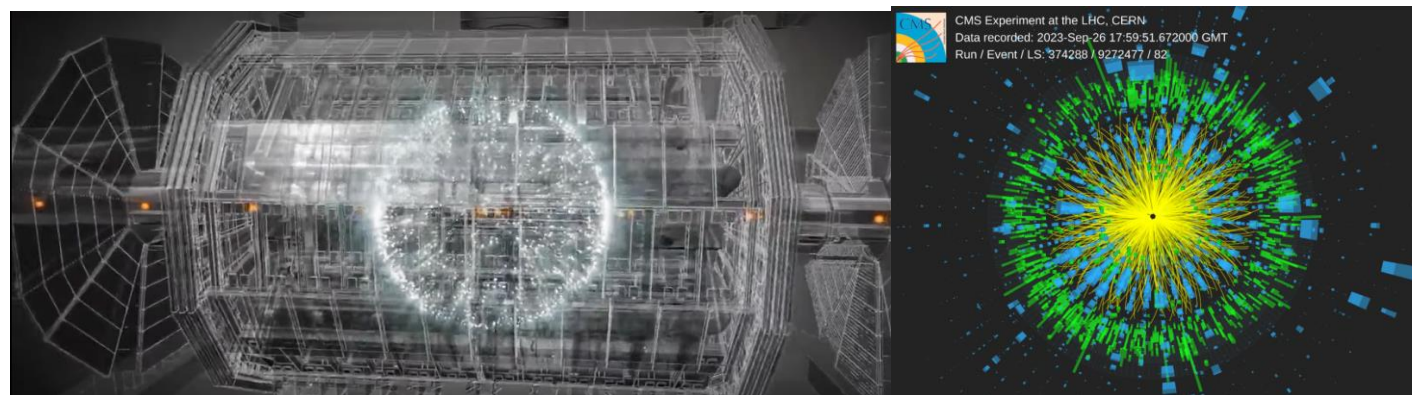 CMS
CMS Experiment at the LHC, CERN
Data recorded: 2023-Sep-26 17:59:51.672000 GMT
Run / Event / LS: 374288 / 9272477 / 82